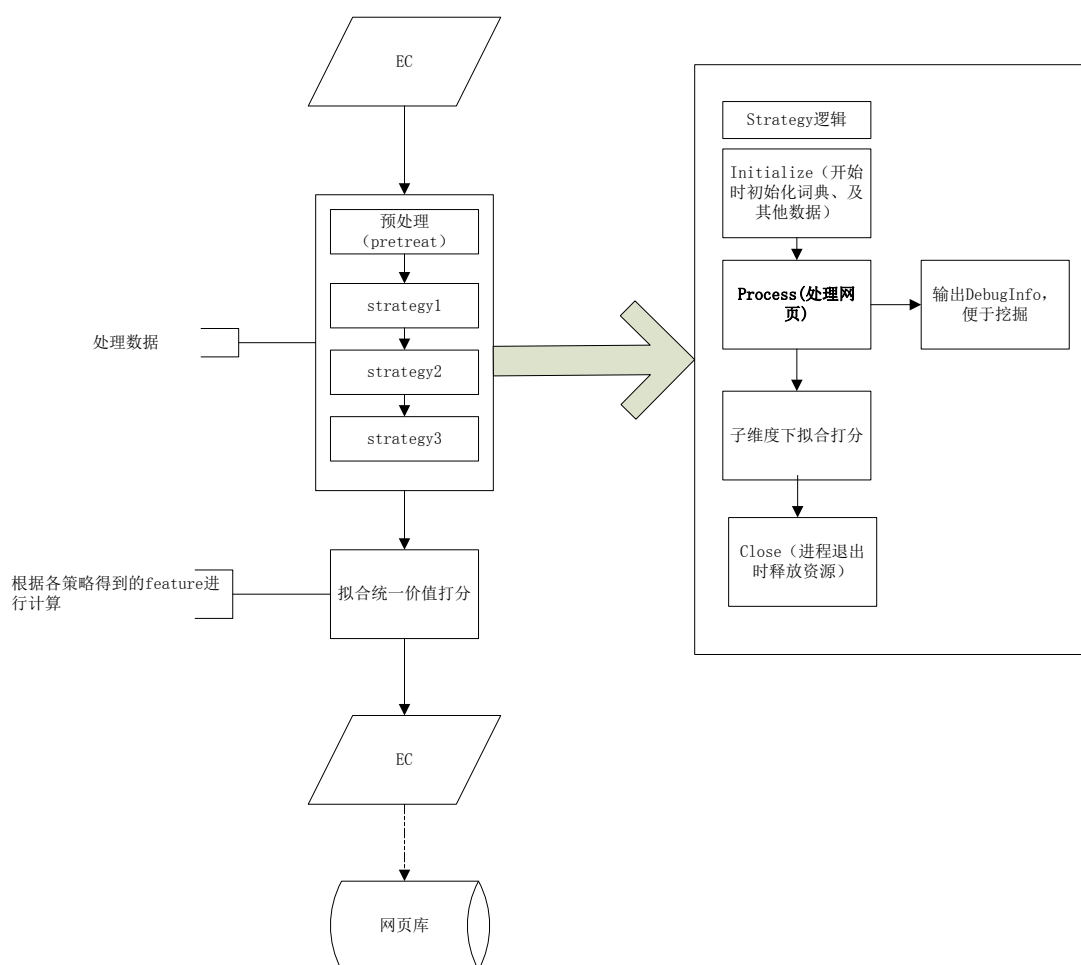 EC
预处理
(pretreat)
strategy1
strategy2
strategy3
处理数据
拟合统一价值打分
根据各策略得到的feature进
行计算
EC
网页库
Strategy逻辑
Initialize（开始
时初始化词典、及
其他数据）
Process(处理网
页)
输出DebugInfo,
便于挖掘
子维度下拟合打分
Close（进程退出
时释放资源）